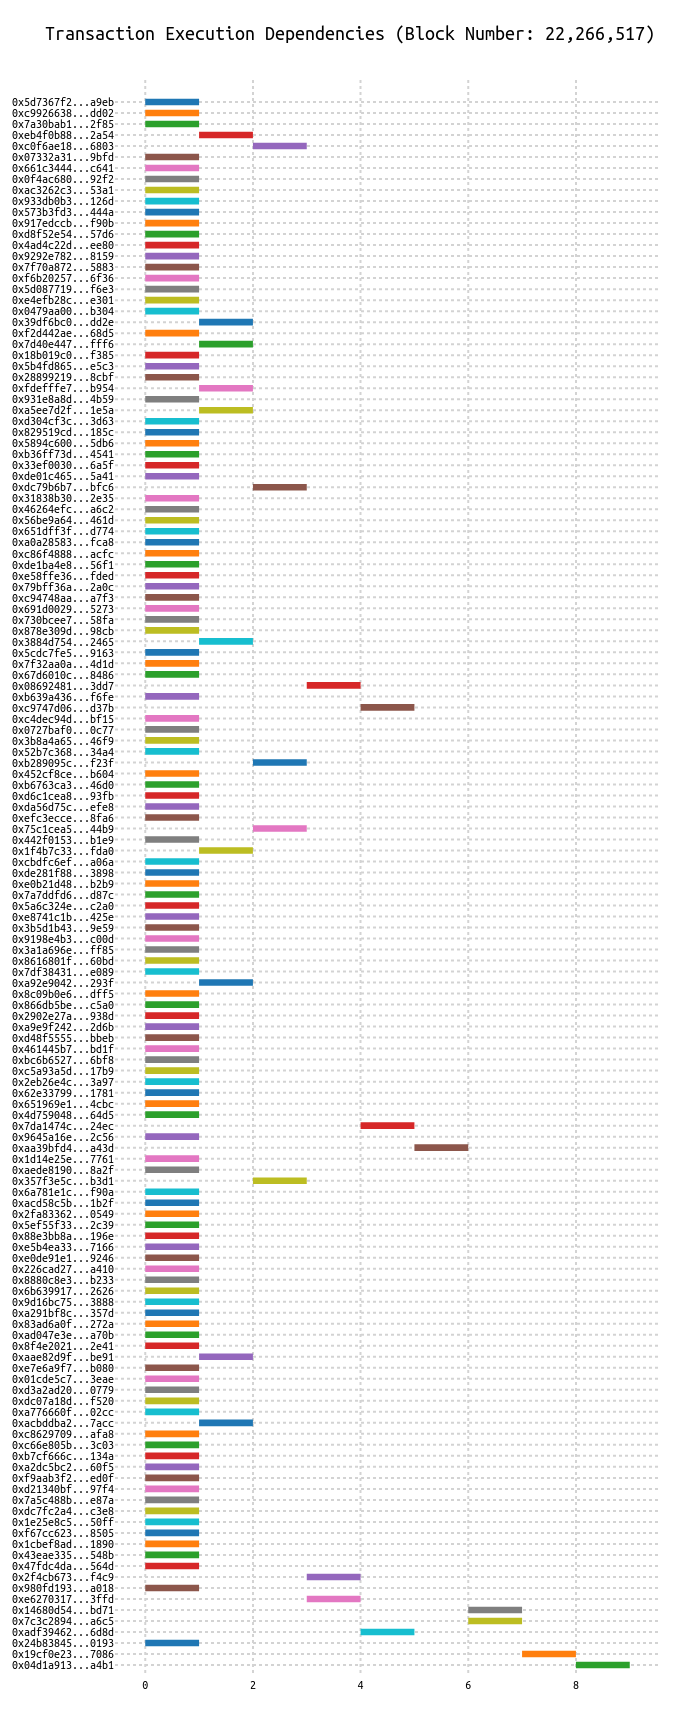 Transaction Execution Dependencies (Block Number: 22,266,517)
0x5d7367f2...a9eb
0xc9926638...dd02
0x7a30bab1...2f85
0xeb4f0b88...2a54
0xc0f6ae18...6803
0x07332a31...9bfd
0x661c3444...c641
0x0f4ac680...92f2
0xac3262c3...53a1
0x933db0b3...126d
0x573b3fd3...444a
0x917edccb...f90b
0xd8f52e54...57d6
0x4ad4c22d...ee80
0x9292e782...8159
0x7f70a872...5883
0xf6b20257...6f36
0x5d087719...f6e3
0xe4efb28c...e301
0x0479aa00...b304
0x39df6bc0...dd2e
0xf2d442ae...68d5
0x7d40e447...fff6
0x18b019c0...f385
0x5b4fd865...e5c3
0x28899219...8cbf
0xfdefffe7...b954
0x931e8a8d...4b59
0xa5ee7d2f...1e5a
0xd304cf3c...3d63
0x829519cd...185c
0x5894c600...5db6
0xb36ff73d...4541
0x33ef0030...6a5f
0xde01c465...5a41
0xdc79b6b7...bfc6
0x31838b30...2e35
0x46264efc...a6c2
0x56be9a64...461d
0x651dff3f...d774
0xa0a28583...fca8
0xc86f4888...acfc
0xde1ba4e8...56f1
0xe58ffe36...fded
0x79bff36a...2a0c
0xc94748aa...a7f3
0x691d0029...5273
0x730bcee7...58fa
0x878e309d...98cb
0x3884d754...2465
0x5cdc7fe5...9163
0x7f32aa0a...4d1d
0x67d6010c...8486
0x08692481...3dd7
0xb639a436...f6fe
0xc9747d06...d37b
0xc4dec94d...bf15
0x0727baf0...0c77
0x3b8a4a65...46f9
0x52b7c368...34a4
0xb289095c...f23f
0x452cf8ce...b604
0xb6763ca3...46d0
0xd6c1cea8...93fb
0xda56d75c...efe8
0xefc3ecce...8fa6
0x75c1cea5...44b9
0x442f0153...b1e9
0x1f4b7c33...fda0
0xcbdfc6ef...a06a
0xde281f88...3898
0xe0b21d48...b2b9
0x7a7ddfd6...d87c
0x5a6c324e...c2a0
0xe8741c1b...425e
0x3b5d1b43...9e59
0x9198e4b3...c00d
0x3a1a696e...ff85
0x8616801f...60bd
0x7df38431...e089
0xa92e9042...293f
0x8c09b0e6...dff5
0x866db5be...c5a0
0x2902e27a...938d
0xa9e9f242...2d6b
0xd48f5555...bbeb
0x461445b7...bd1f
0xbc6b6527...6bf8
0xc5a93a5d...17b9
0x2eb26e4c...3a97
0x62e33799...1781
0x651969e1...4cbc
0x4d759048...64d5
0x7da1474c...24ec
0x9645a16e...2c56
0xaa39bfd4...a43d
0x1d14e25e...7761
0xaede8190...8a2f
0x357f3e5c...b3d1
0x6a781e1c...f90a
0xacd58c5b...1b2f
0x2fa83362...0549
0x5ef55f33...2c39
0x88e3bb8a...196e
0xe5b4ea33...7166
0xe0de91e1...9246
0x226cad27...a410
0x8880c8e3...b233
0x6b639917...2626
0x9d16bc75...3888
0xa291bf8c...357d
0x83ad6a0f...272a
0xad047e3e...a70b
0x8f4e2021...2e41
0xaae82d9f...be91
0xe7e6a9f7...b080
0x01cde5c7...3eae
0xd3a2ad20...0779
0xdc07a18d...f520
0xa776660f...02cc
0xacbddba2...7acc
0xc8629709...afa8
0xc66e805b...3c03
0xb7cf666c...134a
0xa2dc5bc2...60f5
0xf9aab3f2...ed0f
0xd21340bf...97f4
0x7a5c488b...e87a
0xdc7fc2a4...c3e8
0x1e25e8c5...50ff
0xf67cc623...8505
0x1cbef8ad...1890
0x43eae335...548b
0x47fdc4da...564d
0x2f4cb673...f4c9
0x980fd193...a018
0xe6270317...3ffd
0x14680d54...bd71
0x7c3c2894...a6c5
0xadf39462...6d8d
0x24b83845...0193
0x19cf0e23...7086
0x04d1a913...a4b1
0 2 4 6 8